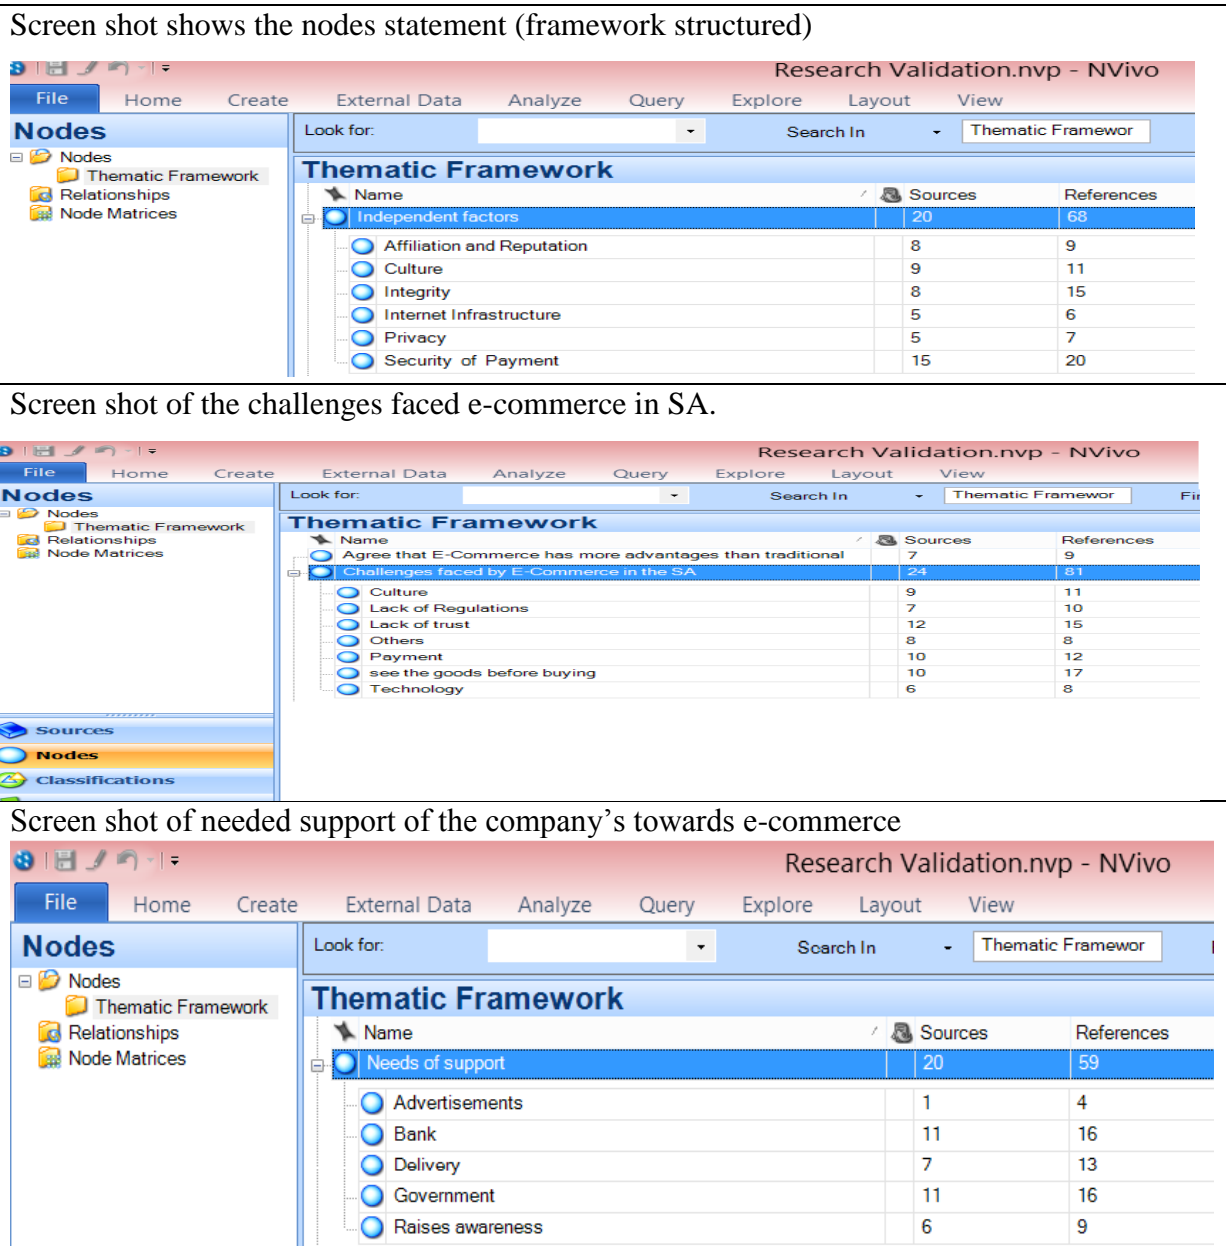 Screen shot shows the nodes statement (framework structured)
Research Validation.nvp - NVivo
File Home Create External Data Analyze Query Explore Layout View
Nodes
Look for: Search In Thematic Framewor
Nodes
Thematic Framework
Relationships
Node Matrices
Thematic Framework
Name Sources References
Independent factors 20 68
Affiliation and Reputation 8 9
Culture 9 11
Integrity 8 15
Internet Infrastructure 5 6
Privacy 5 7
Security of Payment 15 20
Screen shot of the challenges faced e-commerce in SA.
Research Validation.nvp - NVivo
File Home Create External Data Analyze Query Explore Layout View
Nodes
Look for: Search In Thematic Framewor Fir
Nodes
Thematic Framework
Relationships
Node Matrices
Thematic Framework
Name Sources References
Agree that E-Commerce has more advantages than traditional 7 9
Challenges faced by E-Commerce in the SA 24 81
Culture 9 11
Lack of Regulations 7 10
Lack of trust 12 15
Others 8 8
Payment 10 12
see the goods before buying 10 17
Technology 6 8
Sources
Nodes
Classifications
Screen shot of needed support of the company's towards e-commerce
Research Validation.nvp - NVivo
File Home Create External Data Analyze Query Explore Layout View
Nodes
Look for: Search In Thematic Framewor
Nodes
Thematic Framework
Relationships
Node Matrices
Thematic Framework
Name Sources References
Needs of support 20 59
Advertisements 1 4
Bank 11 16
Delivery 7 13
Government 11 16
Raises awareness 6 9